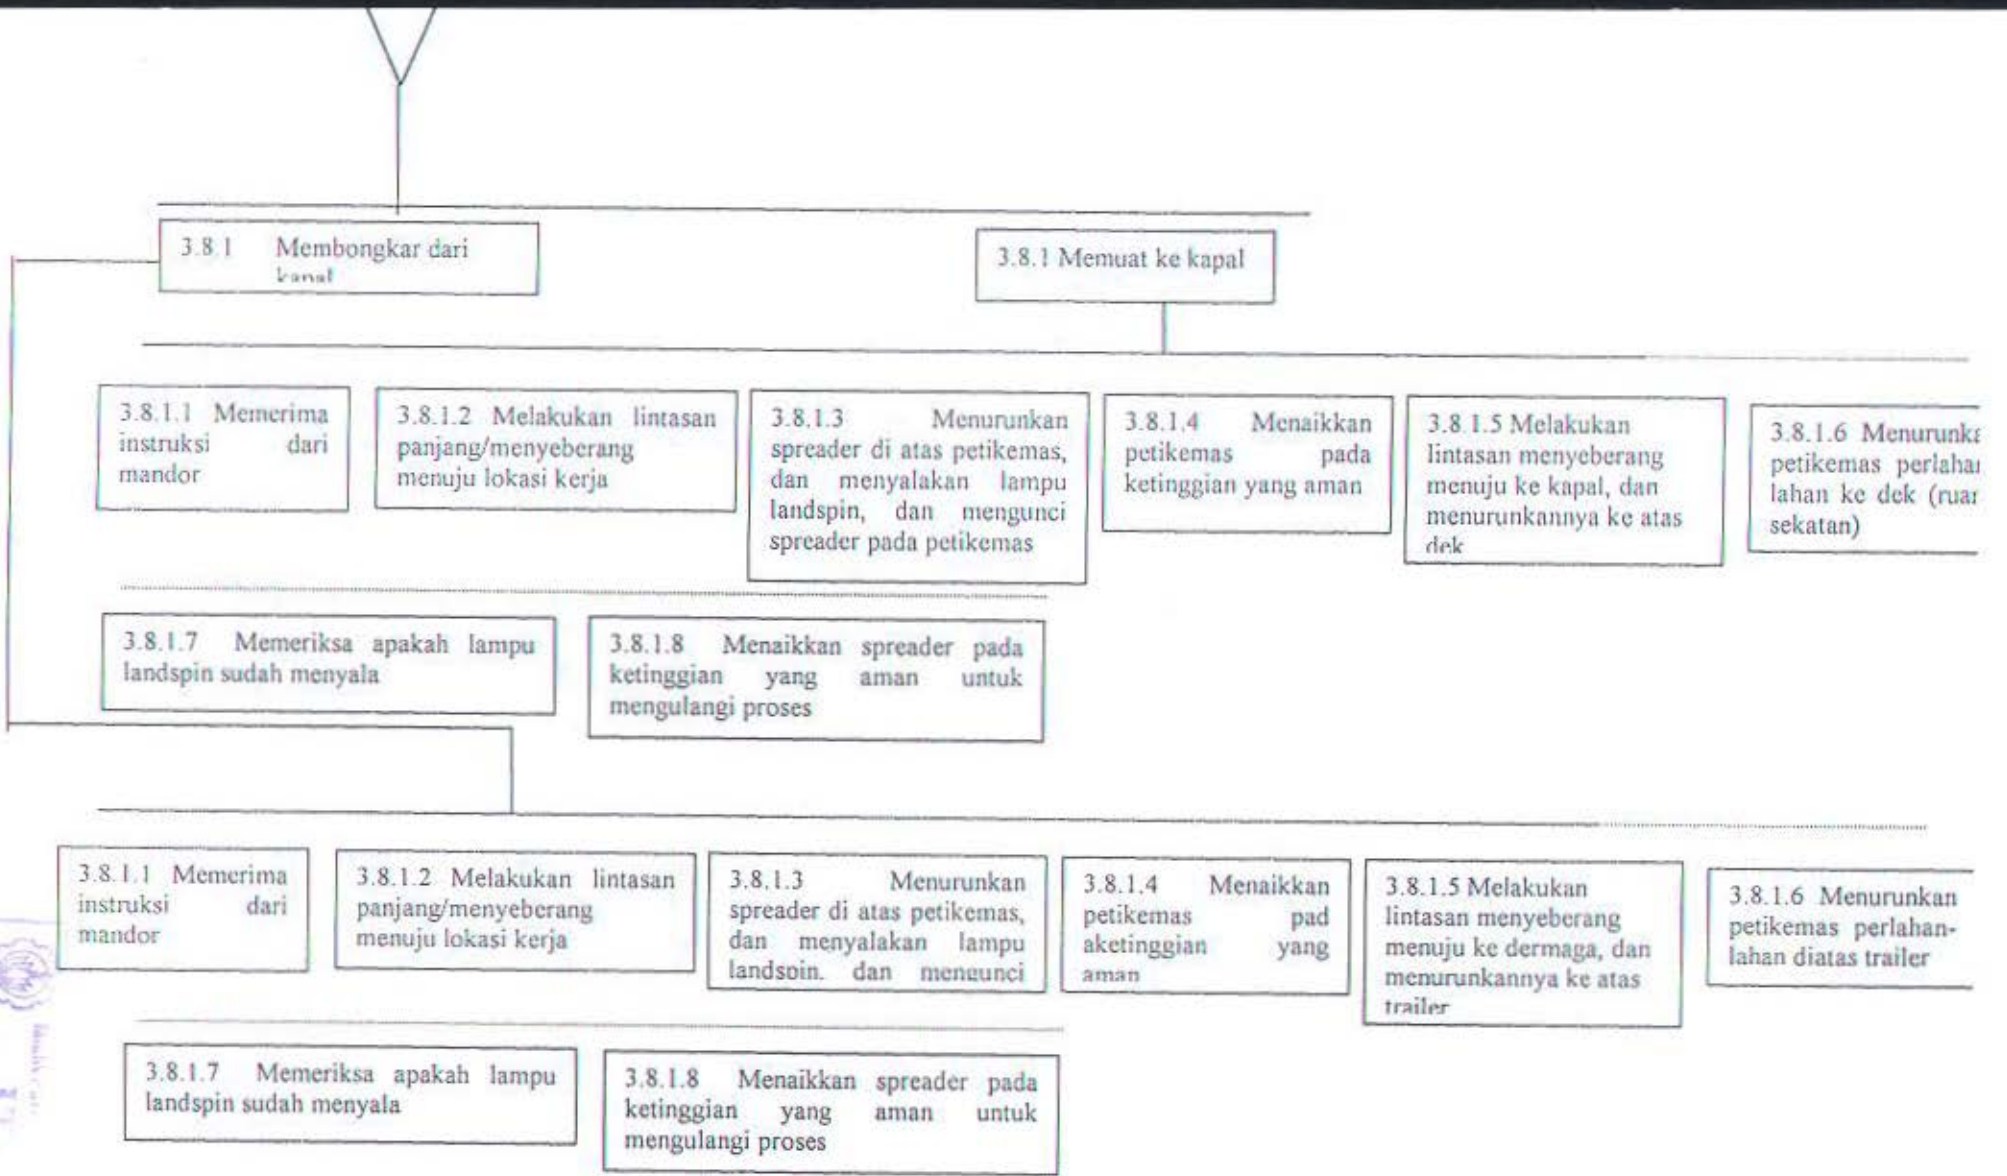 3.8.1 Membongkar dari
kapal
3.8.1 Memuat ke kapal
3.8.1.1 Memerima
instruksi dari
mandor
3.8.1.2 Melakukan lintasan
panjang/menyeberang
menuju lokasi kerja
3.8.1.3 Menurunkan
spreader di atas petikemas,
dan menyalakan lampu
landspin, dan mengunci
spreader pada petikemas
3.8.1.4 Menaikkan
petikemas pada
ketinggian yang aman
3.8.1.5 Melakukan
lintasan menyeberang
menuju ke kapal, dan
menurunkannya ke atas
dek
3.8.1.6 Menurunka
petikemas perlahan
lahan ke dek (ruan
sekatan)
3.8.1.7 Memeriksa apakah lampu
landspin sudah menyala
3.8.1.8 Menaikkan spreader pada
ketinggian yang aman untuk
mengulangi proses
3.8.1.1 Memerima
instruksi dari
mandor
3.8.1.2 Melakukan lintasan
panjang/menyeberang
menuju lokasi kerja
3.8.1.3 Menurunkan
spreader di atas petikemas,
dan menyalakan lampu
landspin, dan mengunci
3.8.1.4 Menaikkan
petikemas pad
aketinggian yang
aman
3.8.1.5 Melakukan
lintasan menyeberang
menuju ke dermaga, dan
menurunkannya ke atas
trailer
3.8.1.6 Menurunkan
petikemas perlahan-
lahan diatas trailer
3.8.1.7 Memeriksa apakah lampu
landspin sudah menyala
3.8.1.8 Menaikkan spreader pada
ketinggian yang aman untuk
mengulangi proses